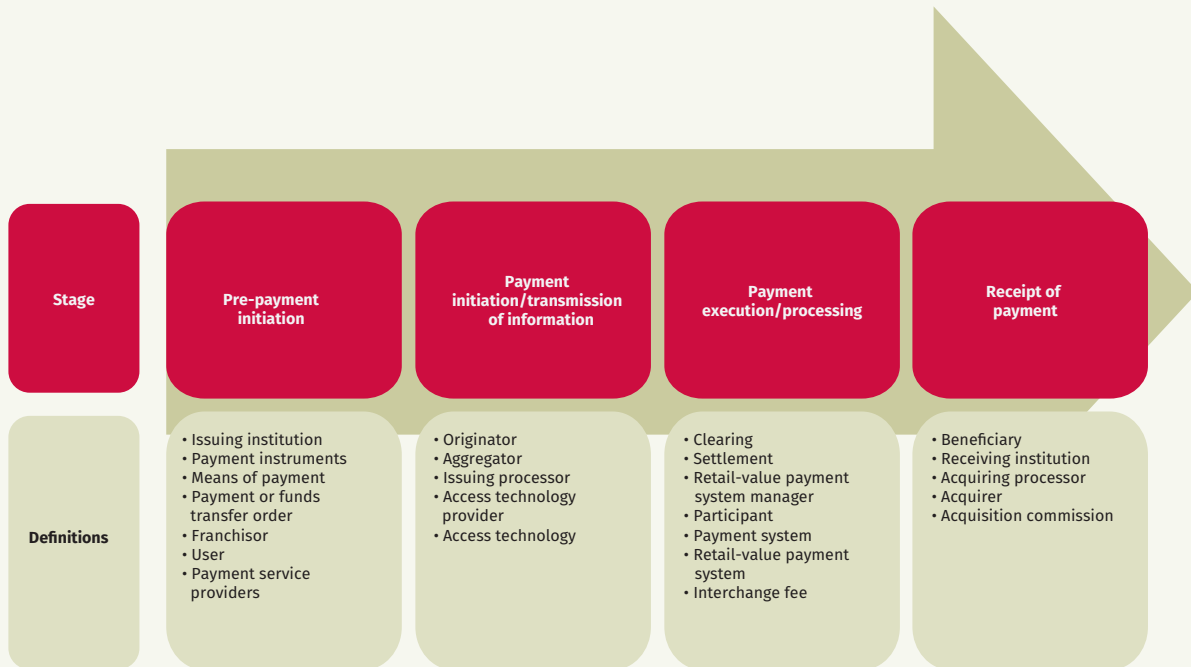 Stage
Pre-payment
initiation
Payment
initiation/transmission
of information
Payment
execution/processing
Receipt of
payment
Definitions
• Issuing institution
• Payment instruments
• Means of payment
• Payment or funds
transfer order
• Franchisor
• User
• Payment service
providers
• Originator
• Aggregator
• Issuing processor
• Access technology
provider
• Access technology
• Clearing
• Settlement
• Retail-value payment
system manager
• Participant
• Payment system
• Retail-value payment
system
• Interchange fee
• Beneficiary
• Receiving institution
• Acquiring processor
• Acquirer
• Acquisition commission